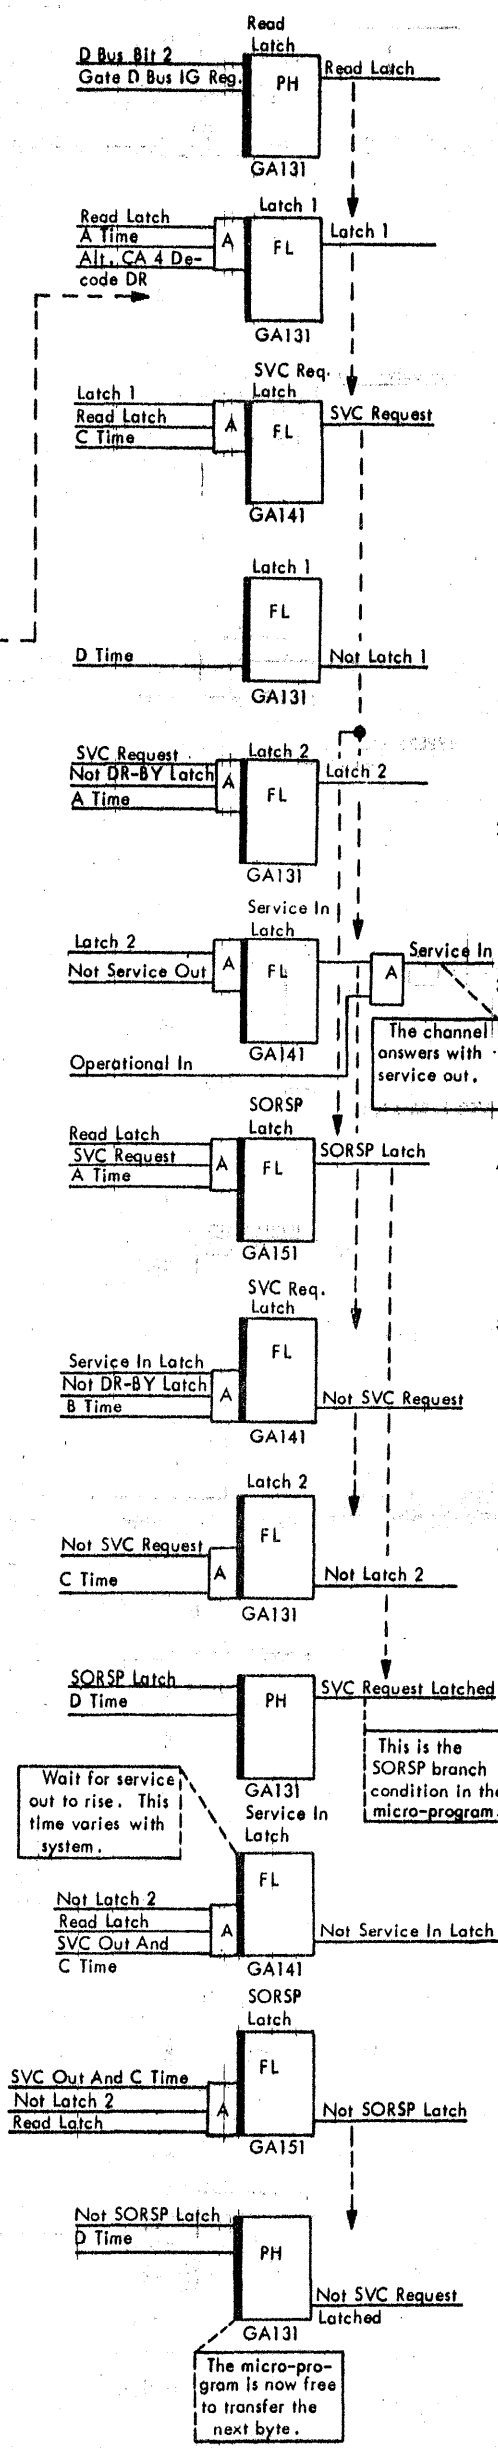 Read
Latch
D Bus Bit 2
Gate D Bus IG Reg.
PH
Read Latch
GA131
Latch 1
Read Latch
A Time
Alt. CA 4 De-
code DR
A
FL
Latch 1
GA131
SVC Req.
Latch
Latch 1
Read Latch
C Time
A
FL
SVC Request
GA141
Latch 1
FL
D Time
Not Latch 1
GA131
Latch 2
SVC Request
Not DR-BY Latch
A Time
A
FL
Latch 2
GA131
Service In
Latch
Latch 2
Not Service Out
A
FL
A
Service In
GA141
Operational In
The channel
answers with
service out.
SORSP
Latch
Read Latch
SVC Request
A Time
A
FL
SORSP Latch
GA151
SVC Req.
Latch
FL
Service In Latch
Not DR-BY Latch
B Time
A
Not SVC Request
GA141
Latch 2
FL
Not SVC Request
C Time
A
Not Latch 2
GA131
SORSP Latch
D Time
PH
SVC Request Latched
GA131
This is the
SORSP branch
condition in the
micro-program.
Wait for service
out to rise. This
time varies with
system.
Service In
Latch
FL
Not Latch 2
Read Latch
SVC Out And
C Time
A
Not Service In Latch
GA141
SORSP
Latch
FL
SVC Out And C Time
Not Latch 2
Read Latch
A
Not SORSP Latch
GA151
Not SORSP Latch
D Time
PH
Not SVC Request
Latched
GA131
The micro-pro-
gram is now free
to transfer the
next byte.